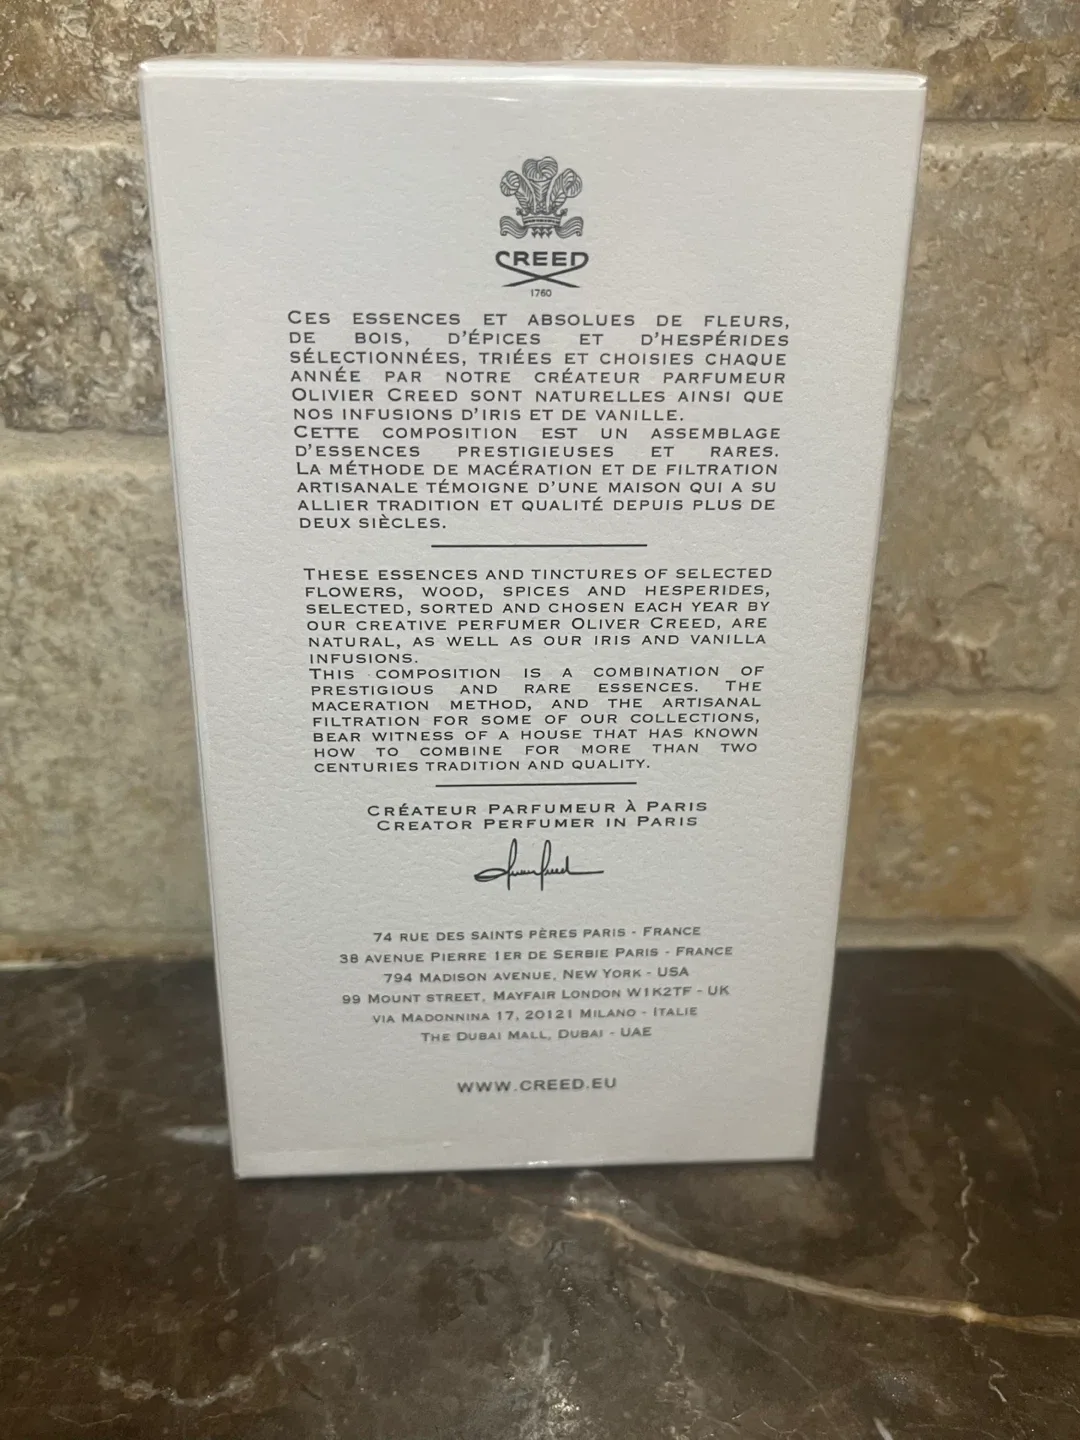 CREED
1760
CES ESSENCES ET ABSOLUES DE FLEURS,
DE BOIS, D'ÉPICES ET D'HESPÉRIDES
SÉLECTIONNÉES, TRIÉES ET CHOISIES CHAQUE
ANNÉE PAR NOTRE CRÉATEUR PARFUMEUR
OLIVIER CREED SONT NATURELLES AINSI QUE
NOS INFUSIONS D'IRIS ET DE VANILLE.
CETTE COMPOSITION EST UN ASSEMBLAGE
D'ESSENCES PRESTIGIEUSES ET RARES.
LA MÉTHODE DE MACÉRATION ET DE FILTRATION
ARTISANALE TÉMOIGNE D'UNE MAISON QUI A SU
ALLIER TRADITION ET QUALITÉ DEPUIS PLUS DE
DEUX SIÈCLES.
THESE ESSENCES AND TINCTURES OF SELECTED
FLOWERS, WOOD, SPICES AND HESPERIDES,
SELECTED, SORTED AND CHOSEN EACH YEAR BY
OUR CREATIVE PERFUMER OLIVER CREED, ARE
NATURAL, AS WELL AS OUR IRIS AND VANILLA
INFUSIONS.
THIS COMPOSITION IS A COMBINATION OF
PRESTIGIOUS AND RARE ESSENCES. THE
MACERATION METHOD, AND THE ARTISANAL
FILTRATION FOR SOME OF OUR COLLECTIONS,
BEAR WITNESS OF A HOUSE THAT HAS KNOWN
HOW TO COMBINE FOR MORE THAN TWO
CENTURIES TRADITION AND QUALITY.
CRÉATEUR PARFUMEUR À PARIS
CREATOR PERFUMER IN PARIS
74 RUE DES SAINTS PÈRES PARIS - FRANCE
38 AVENUE PIERRE 1ER DE SERBIE PARIS - FRANCE
794 MADISON AVENUE, NEW YORK - USA
99 MOUNT STREET, MAYFAIR LONDON W1K2TF - UK
VIA MADONNINA 17, 20121 MILANO - ITALIE
THE DUBAI MALL, DUBAI - UAE
WWW.CREED.EU